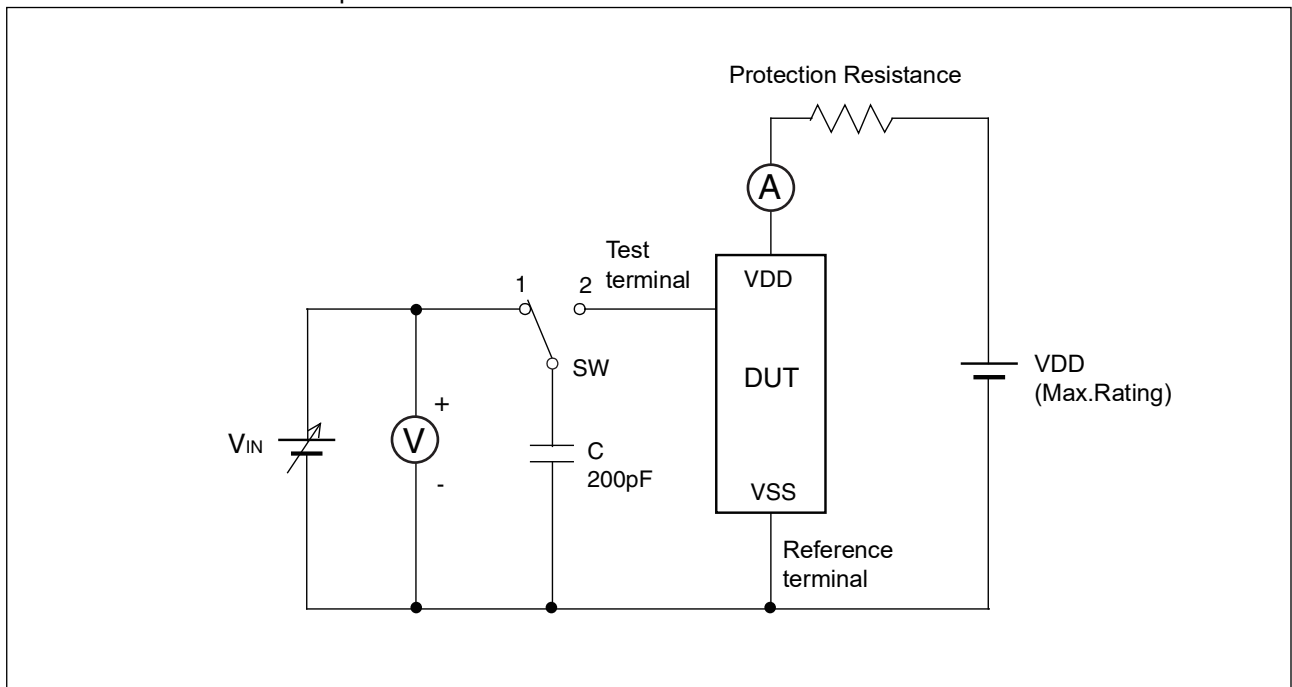 Protection Resistance
A
Test
terminal
1
2
VDD
SW
DUT
VDD
(Max.Rating)
VIN
+
V
-
C
200pF
VSS
Reference
terminal